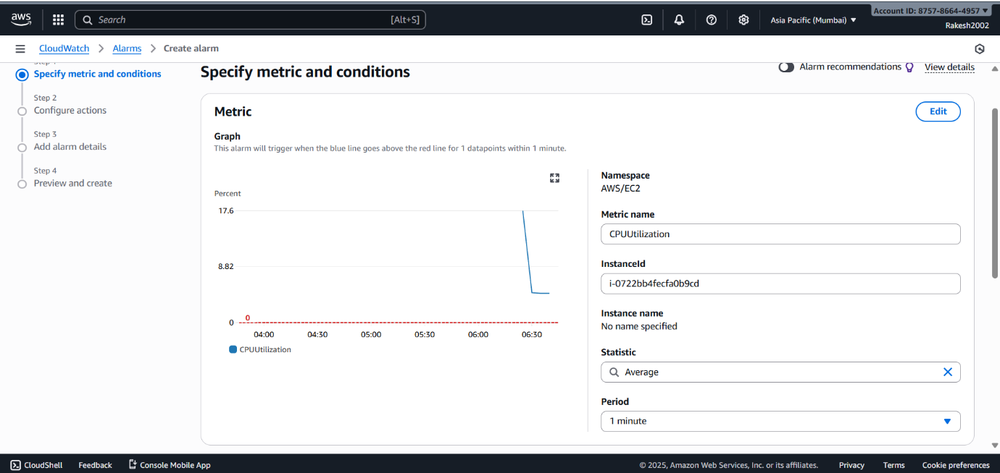 aws
Search
[Alt+S]
Asia Pacific (Mumbai)
Account ID: 8757-8664-4957
Rakesh2002
CloudWatch
Alarms
Create alarm
Step 1
Specify metric and conditions
Step 2
Configure actions
Step 3
Add alarm details
Step 4
Preview and create
Specify metric and conditions
Alarm recommendations
View details
Metric
Edit
Graph
This alarm will trigger when the blue line goes above the red line for 1 datapoints within 1 minute.
Percent
17.6
8.82
0
0
04:00 04:30 05:00 05:30 06:00 06:30
CPUUtilization
Namespace
AWS/EC2
Metric name
CPUUtilization
InstanceId
i-0722bb4fecfa0b9cd
Instance name
No name specified
Statistic
Average
Period
1 minute
CloudShell
Feedback
Console Mobile App
© 2025, Amazon Web Services, Inc. or its affiliates.
Privacy
Terms
Cookie preferences